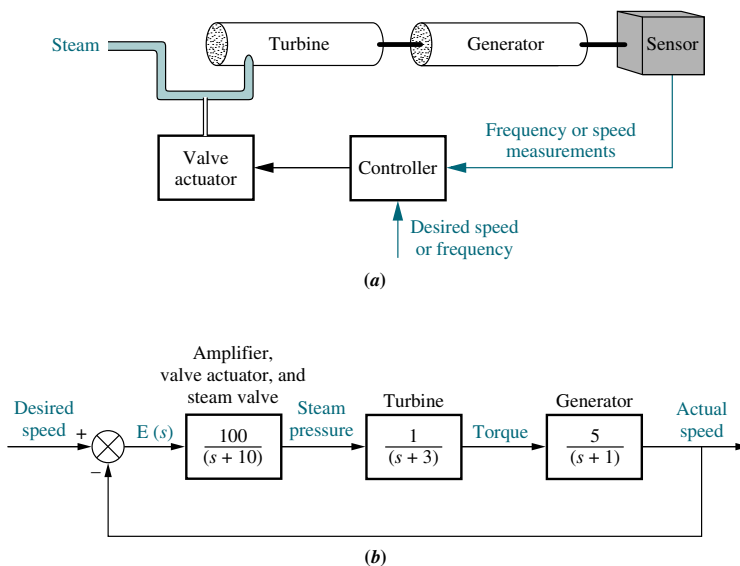 Steam
Turbine
Generator
Sensor
Valve
actuator
Controller
Frequency or speed
measurements
Desired speed
or frequency
(a)
Amplifier,
valve actuator, and
steam valve
Desired
speed
+
−
E (s)
100
(s + 10)
Steam
pressure
Turbine
1
(s + 3)
Torque
Generator
5
(s + 1)
Actual
speed
(b)